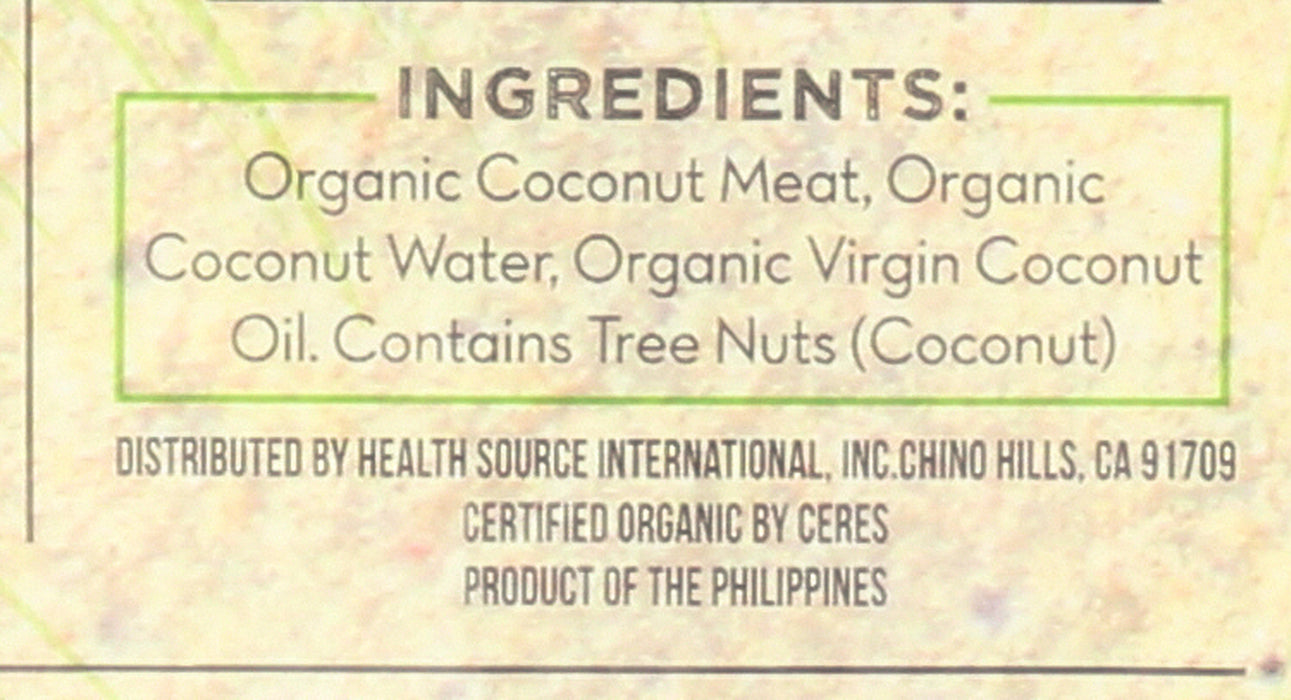 INGREDIENTS:
Organic Coconut Meat, Organic
Coconut Water, Organic Virgin Coconut
Oil. Contains Tree Nuts (Coconut)
DISTRIBUTED BY HEALTH SOURCE INTERNATIONAL, INC.CHINO HILLS, CA 91709
CERTIFIED ORGANIC BY CERES
PRODUCT OF THE PHILIPPINES